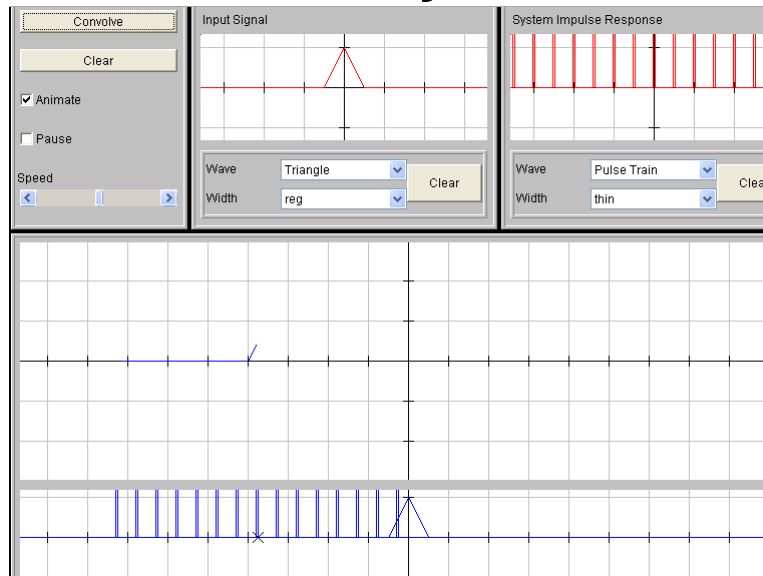 Convolve
Clear
Animate
Pause
Speed
Input Signal
Wave
Triangle
Width
reg
Clear
System Impulse Response
Wave
Pulse Train
Width
thin
Clea